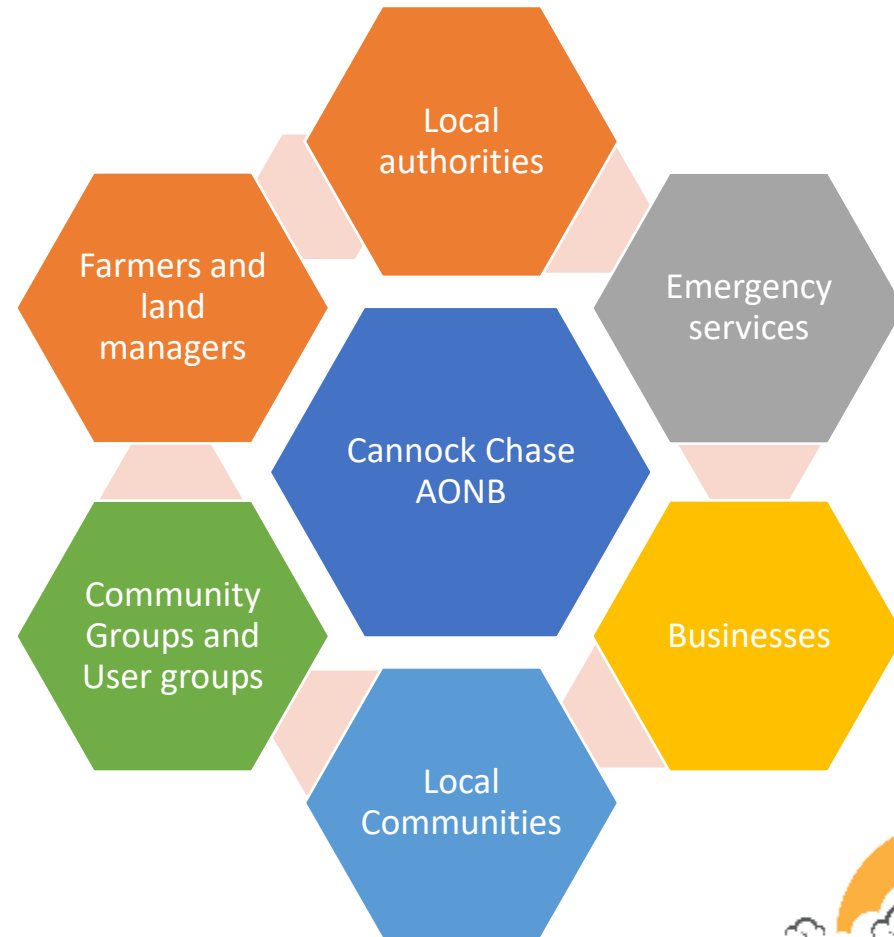 Local
authorities
Emergency
services
Businesses
Local
Communities
Community
Groups and
User groups
Farmers and
land
managers
Cannock Chase
AONB